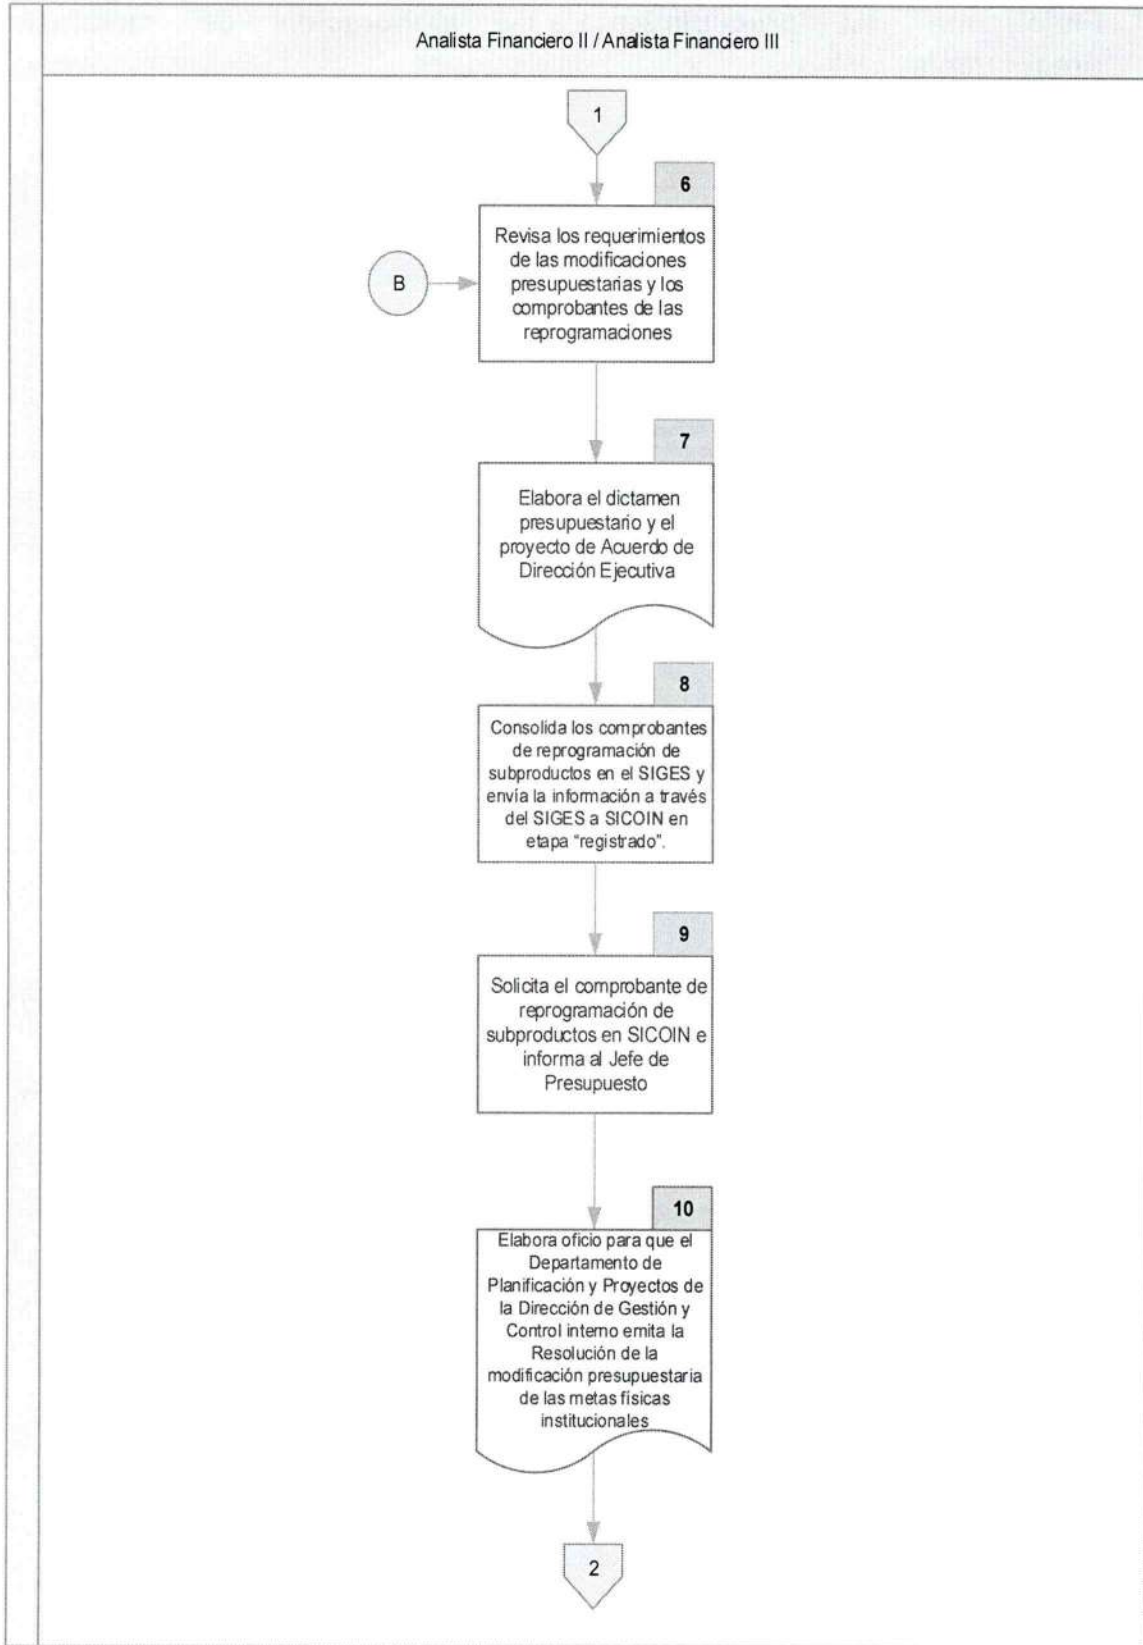 Analista Financiero II / Analista Financiero III
1
6
Revisa los requerimientos
de las modificaciones
presupuestarias y los
comprobantes de las
reprogramaciones
B
7
Elabora el dictamen
presupuestario y el
proyecto de Acuerdo de
Dirección Ejecutiva
8
Consolida los comprobantes
de reprogramación de
subproductos en el SIGES y
envía la información a través
del SIGES a SICOIN en
etapa “registrado”.
9
Solicita el comprobante de
reprogramación de
subproductos en SICOIN e
informa al Jefe de
Presupuesto
10
Elabora oficio para que el
Departamento de
Planificación y Proyectos de
la Dirección de Gestión y
Control interno emita la
Resolución de la
modificación presupuestaria
de las metas físicas
institucionales
2